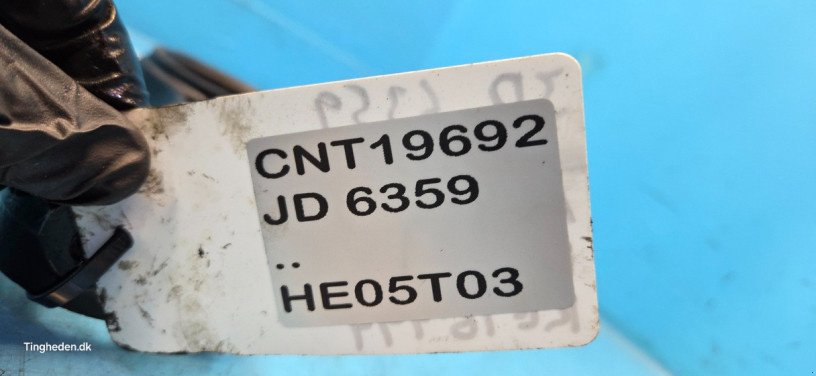 CNT19692
JD 6359
..
HE05T03
Tingheden.dk